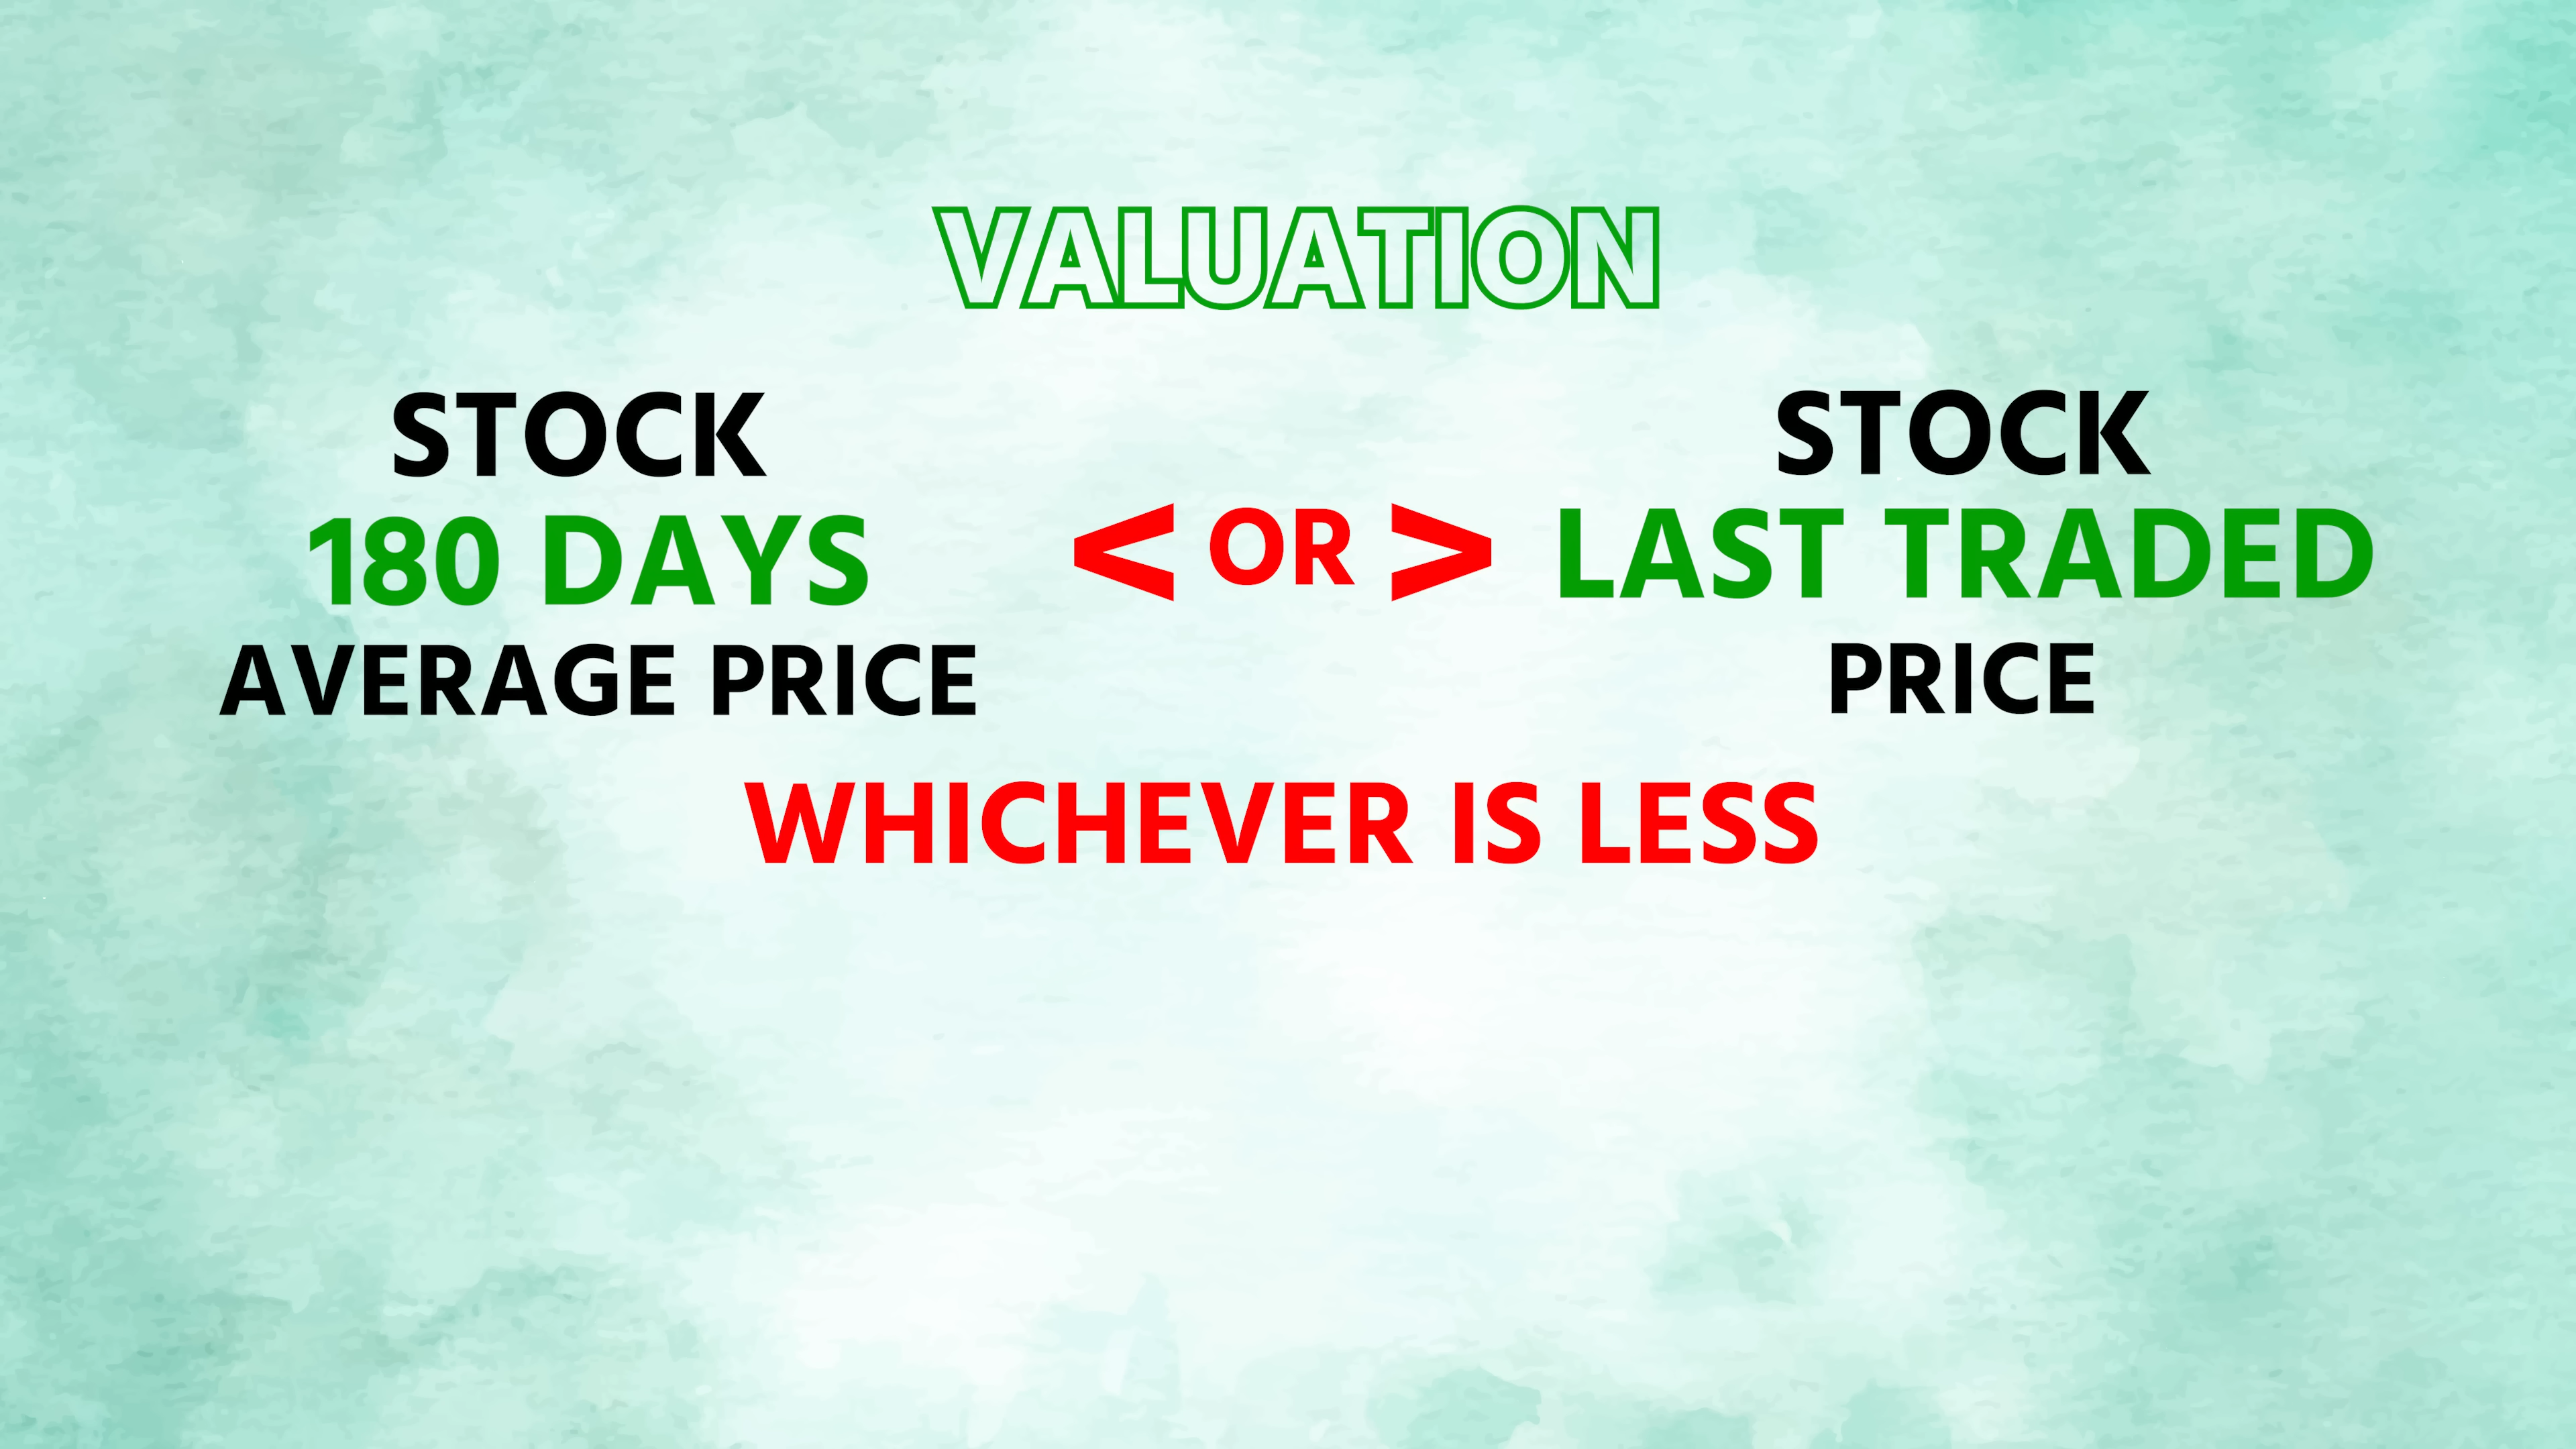 VALUATION
STOCK
180 DAYS
AVERAGE PRICE
< OR >
STOCK
LAST TRADED
PRICE
WHICHEVER IS LESS